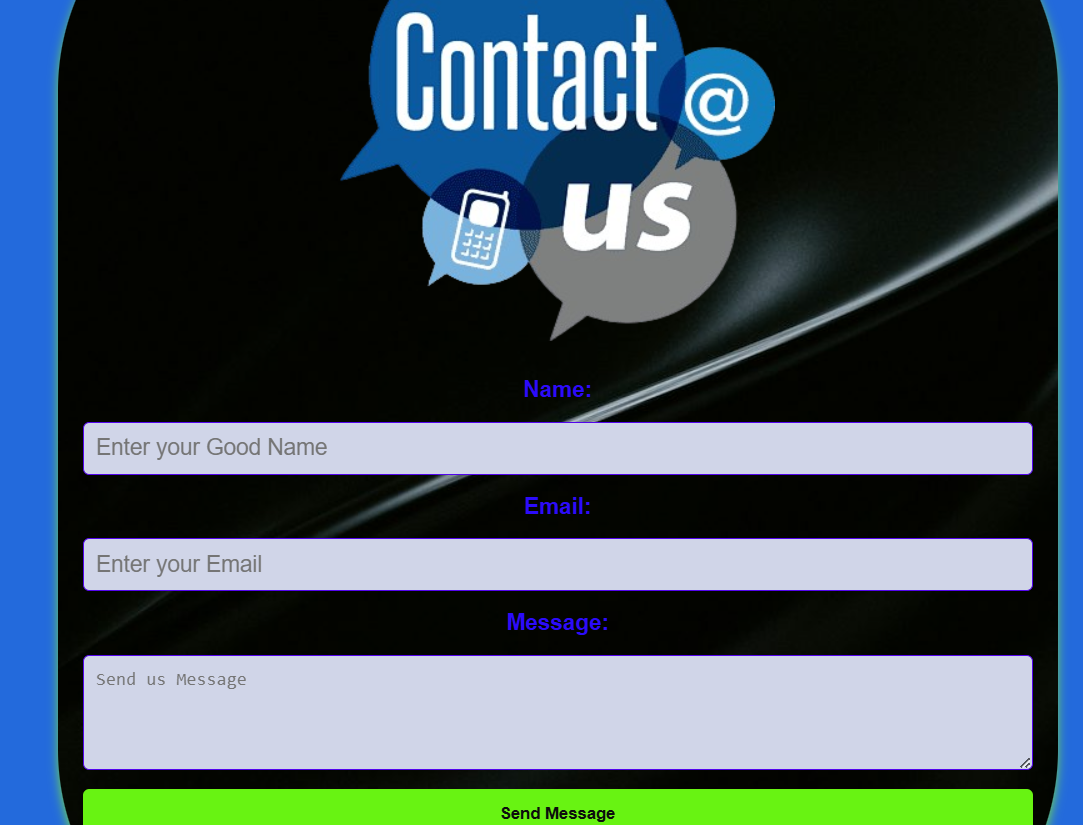 Contact
@
us
Name:
Enter your Good Name
Email:
Enter your Email
Message:
Send us Message
Send Message